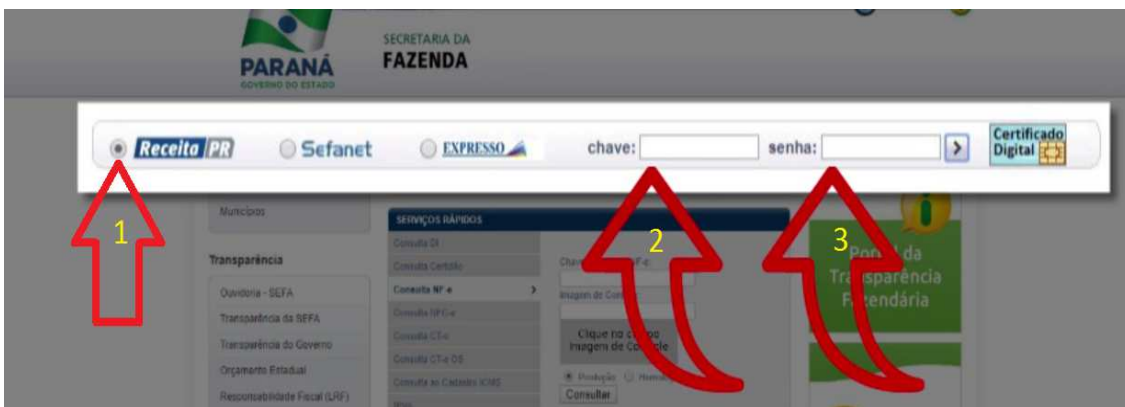 PARANÁ
GOVERNO DO ESTADO
SECRETARIA DA
FAZENDA
Receita PR
Sefanet
EXPRESSO
chave:
senha:
Certificado
Digital
1
2
3
Municípios
Transparência
Ouvidoria - SEFA
Transparência da SEFA
Transparência do Governo
Orçamento Estadual
Responsabilidade Fiscal (LRF)
SERVIÇOS RÁPIDOS
Consulta DI
Consulta Certidão
Consulta NF-e
Consulta NFC-e
Consulta CT-e
Consulta CT-e OS
Consulta ao Cadastro ICMS
Chave NF-e:
Imagem de
Clique no campo
Imagem de Controle
Produção
Consultar
Portal da
Transparência
Fazendária